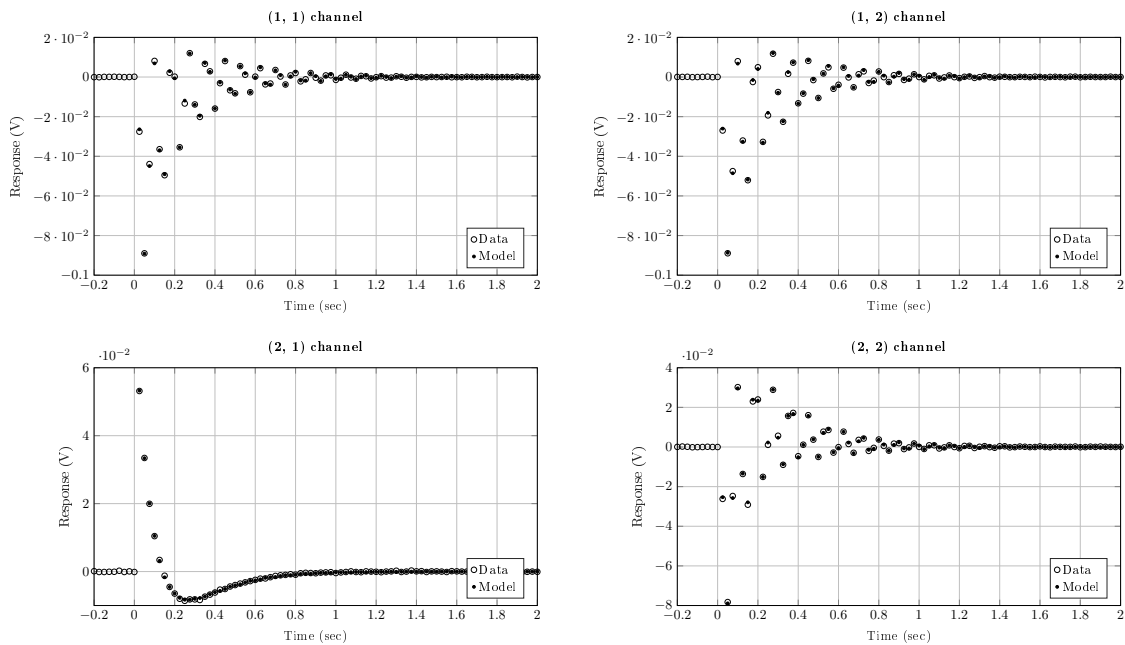 (1, 1) channel
2 · 10⁻²
0
−2 · 10⁻²
−4 · 10⁻²
−6 · 10⁻²
−8 · 10⁻²
−0.1
Response (V)
Data
Model
−0.2 0 0.2 0.4 0.6 0.8 1 1.2 1.4 1.6 1.8 2
Time (sec)
(1, 2) channel
2 · 10⁻²
0
−2 · 10⁻²
−4 · 10⁻²
−6 · 10⁻²
−8 · 10⁻²
−0.1
Response (V)
Data
Model
−0.2 0 0.2 0.4 0.6 0.8 1 1.2 1.4 1.6 1.8 2
Time (sec)
(2, 1) channel
·10⁻²
6
4
2
0
Response (V)
Data
Model
−0.2 0 0.2 0.4 0.6 0.8 1 1.2 1.4 1.6 1.8 2
Time (sec)
(2, 2) channel
·10⁻²
4
2
0
−2
−4
−6
−8
Response (V)
Data
Model
−0.2 0 0.2 0.4 0.6 0.8 1 1.2 1.4 1.6 1.8 2
Time (sec)